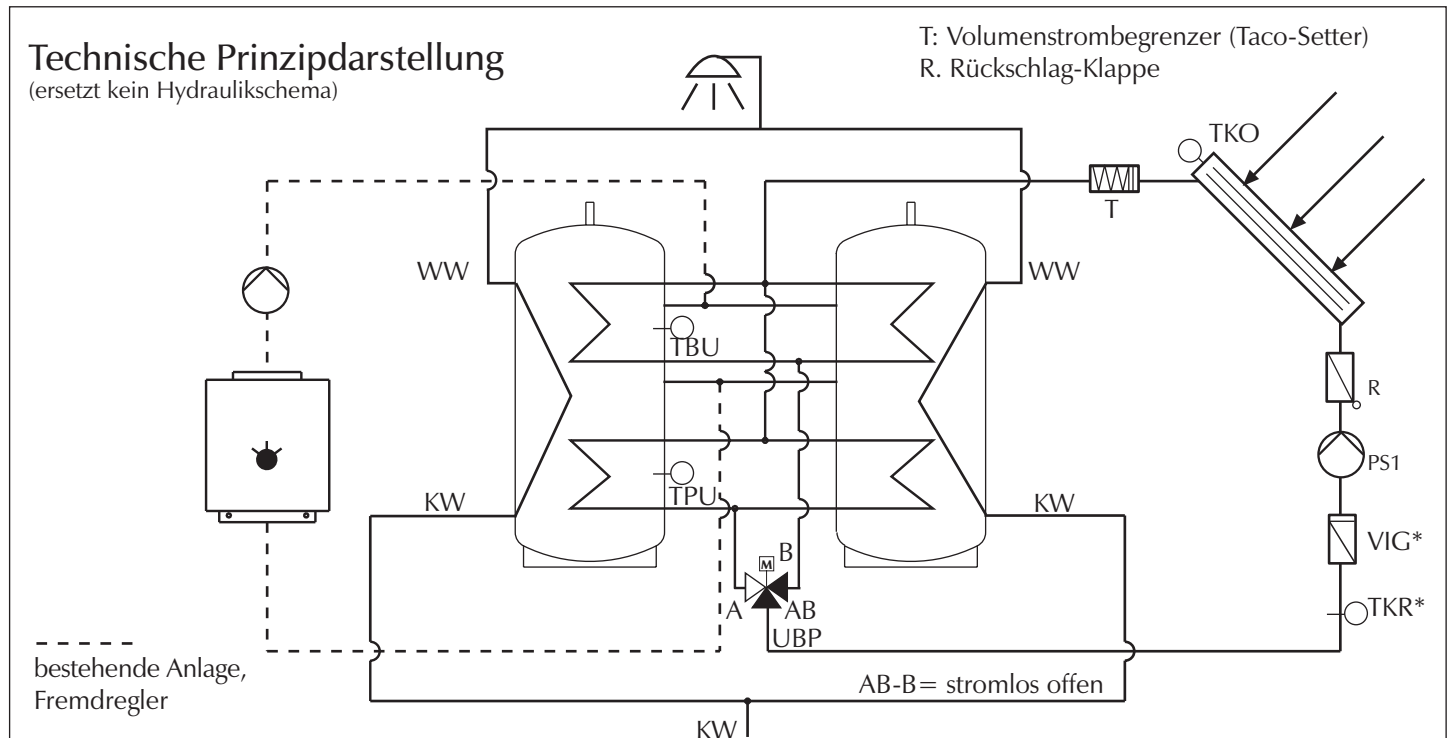 Technische Prinzipdarstellung
(ersetzt kein Hydraulikschema)
T: Volumenstrombegrenzer (Taco-Setter)
R. Rückschlag-Klappe
TKO
T
WW
WW
TBU
R
PS1
TPU
KW
KW
VIG*
M
B
A
AB
TKR*
UBP
bestehende Anlage,
Fremdregler
AB-B= stromlos offen
KW